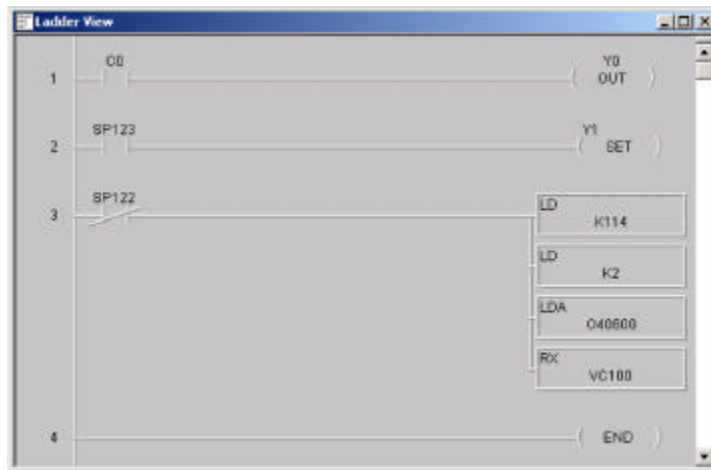 Ladder View
C0 Y0
1 OUT
SP123 Y1
2 SET
SP122
3 LD
K114
LD
K2
LDA
O40600
RX
VC100
4 END